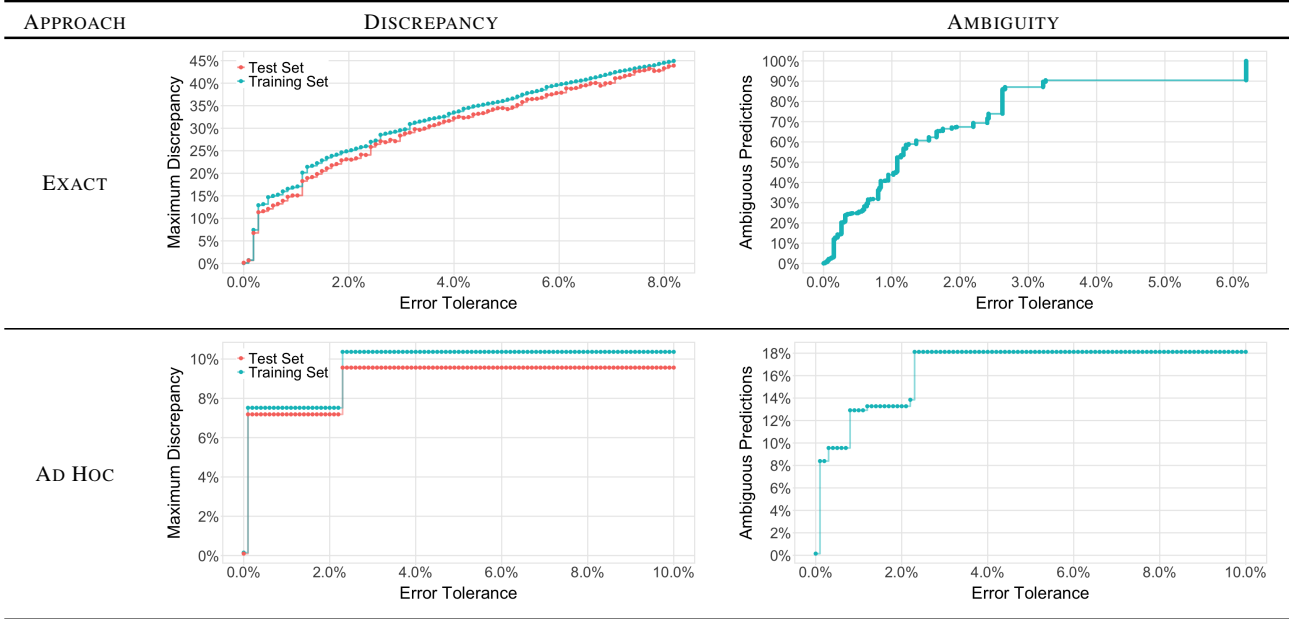 APPROACH DISCREPANCY AMBIGUITY
EXACT
Maximum Discrepancy
45%
40%
35%
30%
25%
20%
15%
10%
5%
0%
Test Set
Training Set
0.0% 2.0% 4.0% 6.0% 8.0%
Error Tolerance
Ambiguous Predictions
100%
90%
80%
70%
60%
50%
40%
30%
20%
10%
0%
0.0% 1.0% 2.0% 3.0% 4.0% 5.0% 6.0%
Error Tolerance
AD HOC
Maximum Discrepancy
10%
8%
6%
4%
2%
0%
Test Set
Training Set
0.0% 2.0% 4.0% 6.0% 8.0% 10.0%
Error Tolerance
Ambiguous Predictions
18%
16%
14%
12%
10%
8%
6%
4%
2%
0%
0.0% 2.0% 4.0% 6.0% 8.0% 10.0%
Error Tolerance